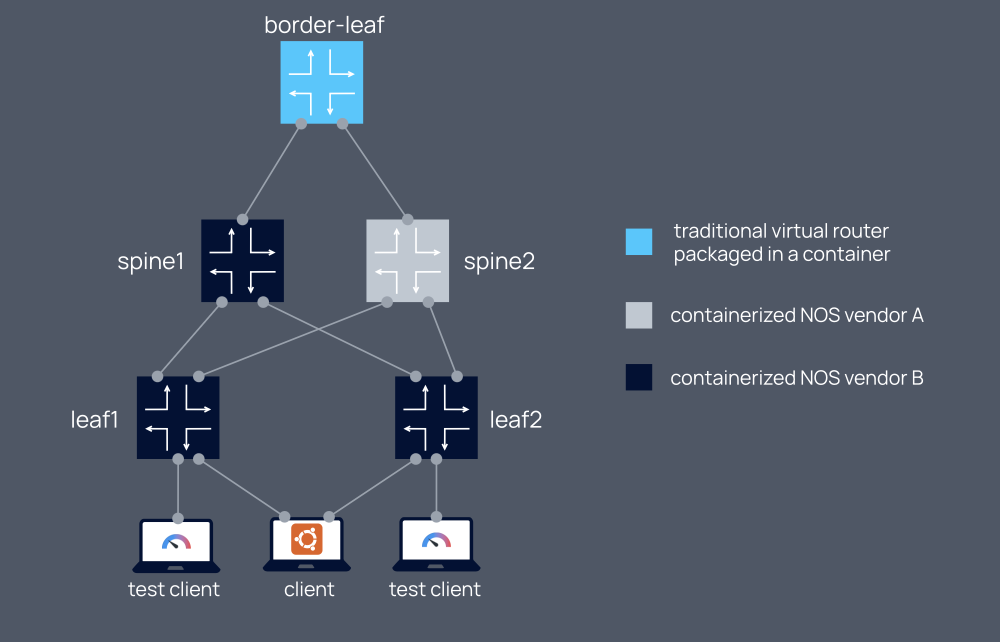 border-leaf
spine1
spine2
traditional virtual router
packaged in a container
containerized NOS vendor A
containerized NOS vendor B
leaf1
leaf2
test client
client
test client